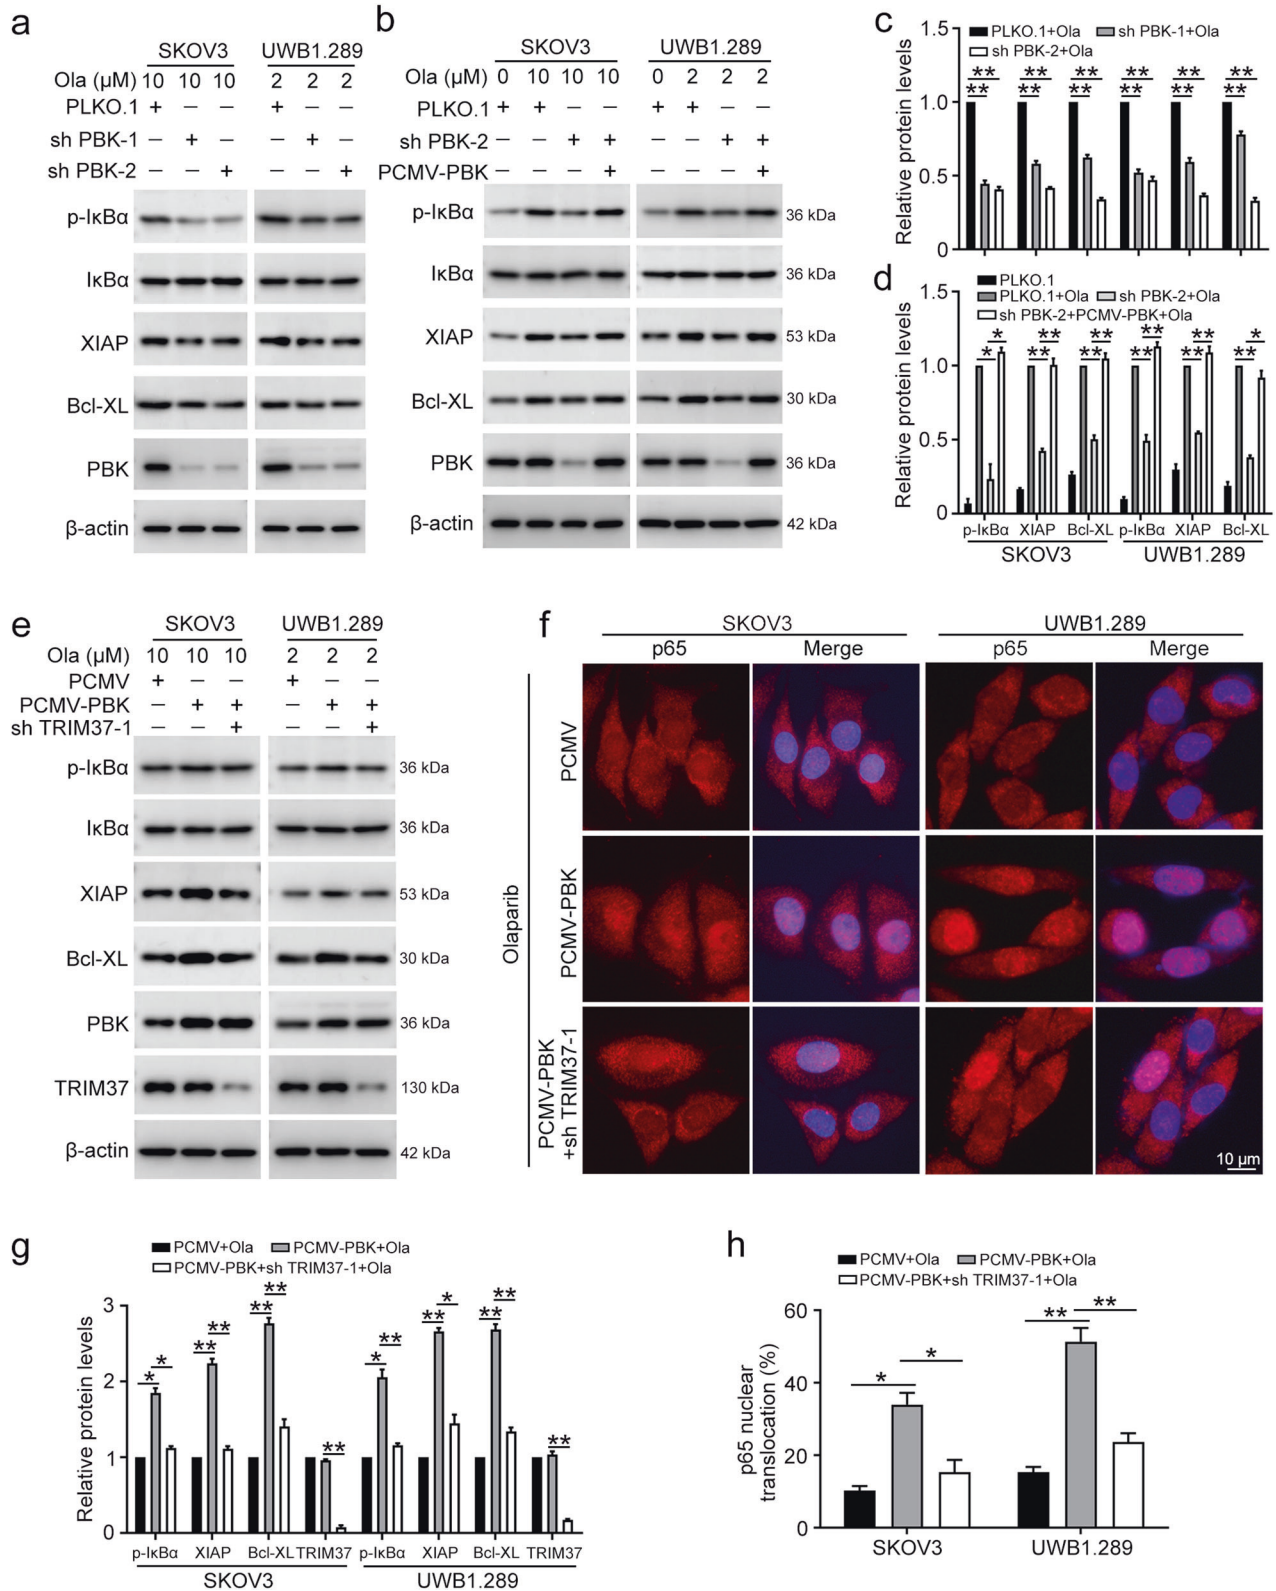 a
SKOV3 UWB1.289
Ola (µM) 10 10 10 2 2 2
PLKO.1 + − − + − −
sh PBK-1 − + − − + −
sh PBK-2 − − + − − +
p-IκBα
IκBα
XIAP
Bcl-XL
PBK
β-actin
b
SKOV3 UWB1.289
Ola (µM) 0 10 10 10 0 2 2 2
PLKO.1 + + − − + + − −
sh PBK-2 − − + + − − + +
PCMV-PBK − − − + − − − +
p-IκBα 36 kDa
IκBα 36 kDa
XIAP 53 kDa
Bcl-XL 30 kDa
PBK 36 kDa
β-actin 42 kDa
c
PLKO.1+Ola sh PBK-1+Ola
sh PBK-2+Ola
Relative protein levels
1.5
1.0
0.5
0
** ** ** ** ** **
** ** ** ** ** **
d
PLKO.1
PLKO.1+Ola sh PBK-2+Ola
sh PBK-2+PCMV-PBK+Ola
Relative protein levels
1.5
1.0
0.5
0
* ** ** ** ** *
* ** ** ** ** **
p-IκBα XIAP Bcl-XL p-IκBα XIAP Bcl-XL
SKOV3 UWB1.289
e
SKOV3 UWB1.289
Ola (µM) 10 10 10 2 2 2
PCMV + − − + − −
PCMV-PBK − + + − + +
sh TRIM37-1 − − + − − +
p-IκBα 36 kDa
IκBα 36 kDa
XIAP 53 kDa
Bcl-XL 30 kDa
PBK 36 kDa
TRIM37 130 kDa
β-actin 42 kDa
f
SKOV3 UWB1.289
p65 Merge p65 Merge
Olaparib
PCMV
PCMV-PBK
PCMV-PBK
+sh TRIM37-1
10 µm
g
PCMV+Ola PCMV-PBK+Ola
PCMV-PBK+sh TRIM37-1+Ola
Relative protein levels
3
2
1
0
* ** ** ** ** * ** **
* ** ** * ** **
p-IκBα XIAP Bcl-XL TRIM37 p-IκBα XIAP Bcl-XL TRIM37
SKOV3 UWB1.289
h
PCMV+Ola PCMV-PBK+Ola
PCMV-PBK+sh TRIM37-1+Ola
p65 nuclear
translocation (%)
60
40
20
0
* * ** **
SKOV3 UWB1.289